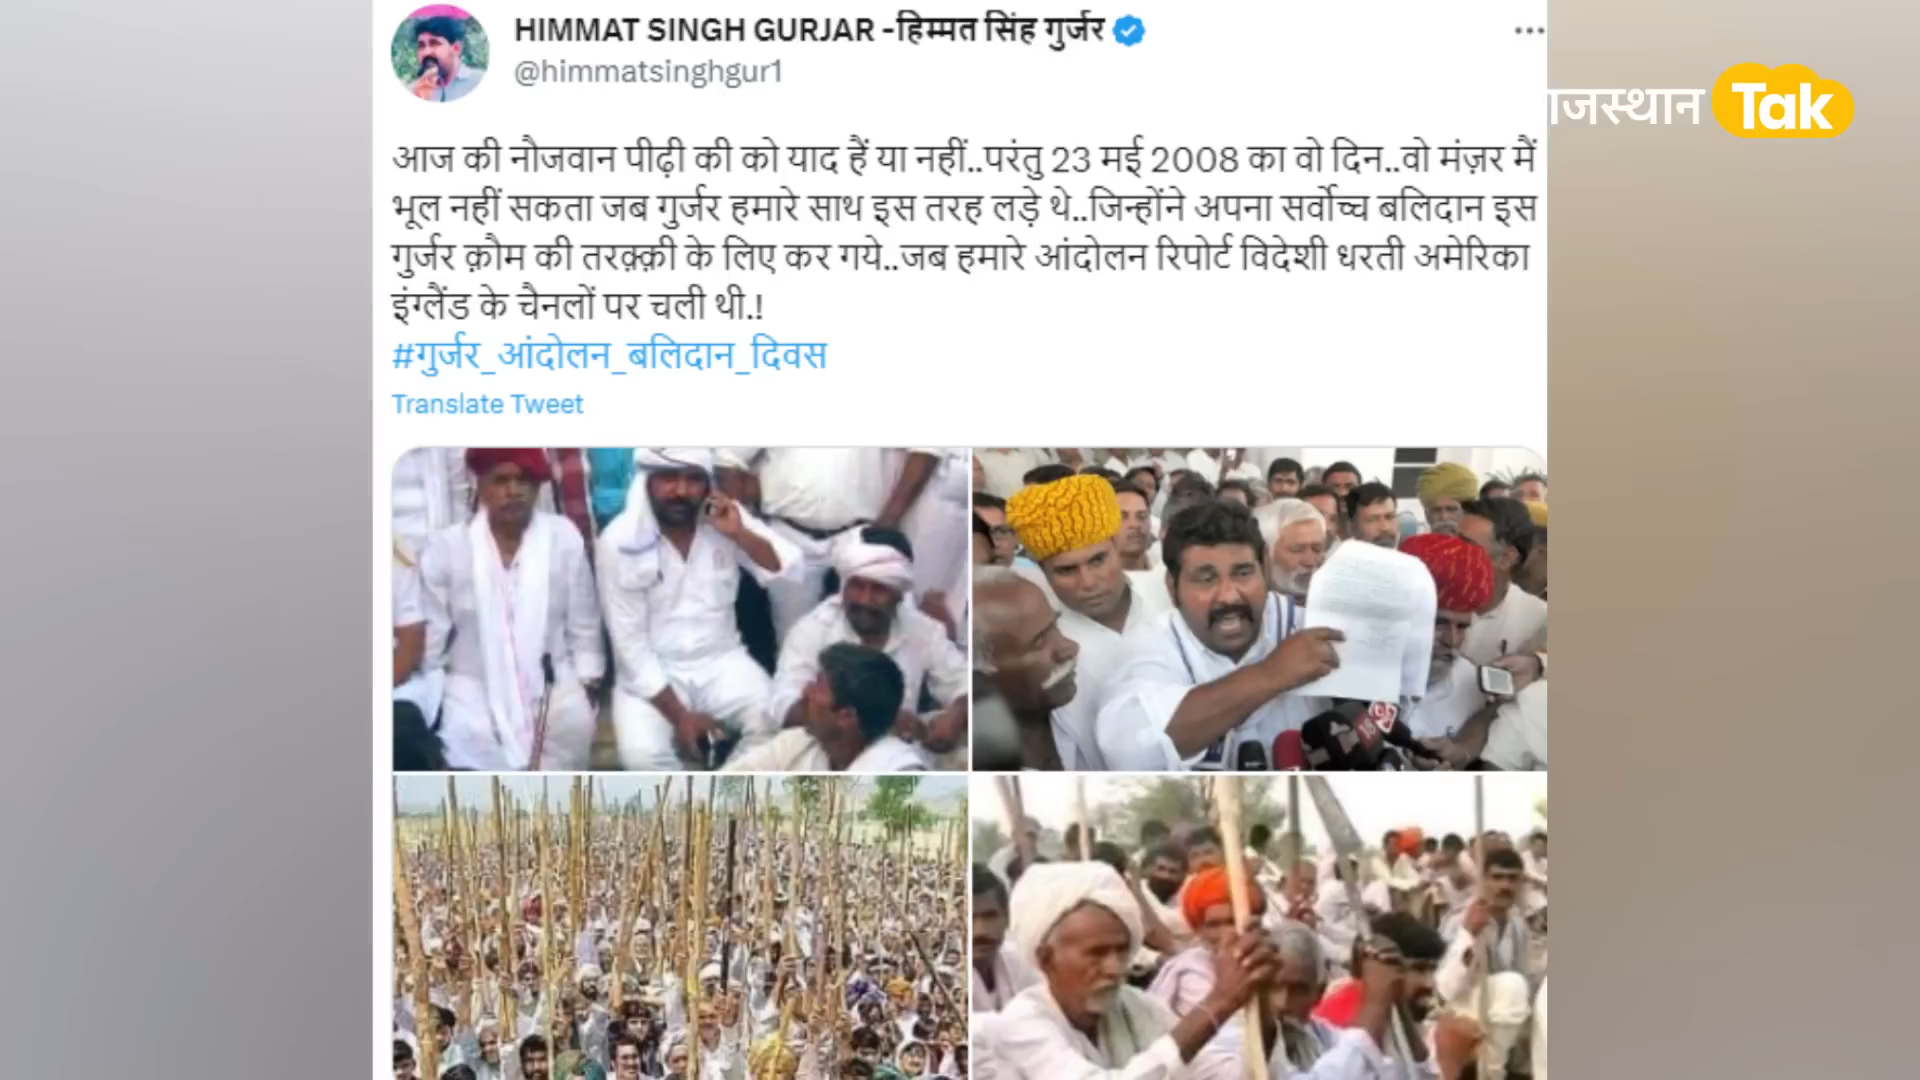 HIMMAT SINGH GURJAR -हिम्मत सिंह गुर्जर
@himmatsinghgur1
राजस्थान Tak
आज की नौजवान पीढ़ी की को याद हैं या नहीं..परंतु 23 मई 2008 का वो दिन..वो मंज़र मैं
भूल नहीं सकता जब गुर्जर हमारे साथ इस तरह लड़े थे..जिन्होंने अपना सर्वोच्च बलिदान इस
गुर्जर क़ौम की तरक़्क़ी के लिए कर गये..जब हमारे आंदोलन रिपोर्ट विदेशी धरती अमेरिका
इंग्लैंड के चैनलों पर चली थी.!
#गुर्जर_आंदोलन_बलिदान_दिवस
Translate Tweet